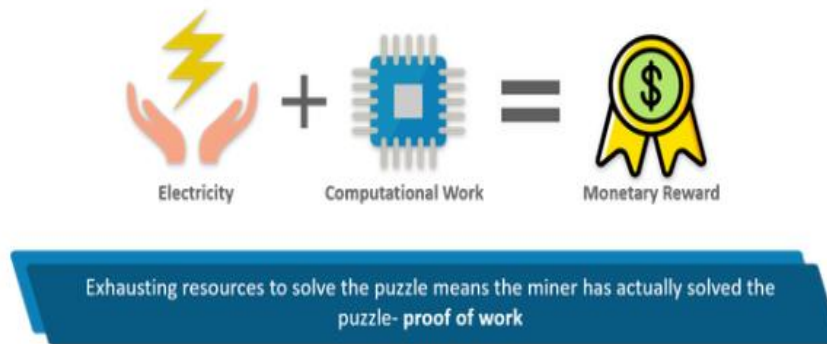 Electricity
Computational Work
Monetary Reward
$
Exhausting resources to solve the puzzle means the miner has actually solved the
puzzle- proof of work